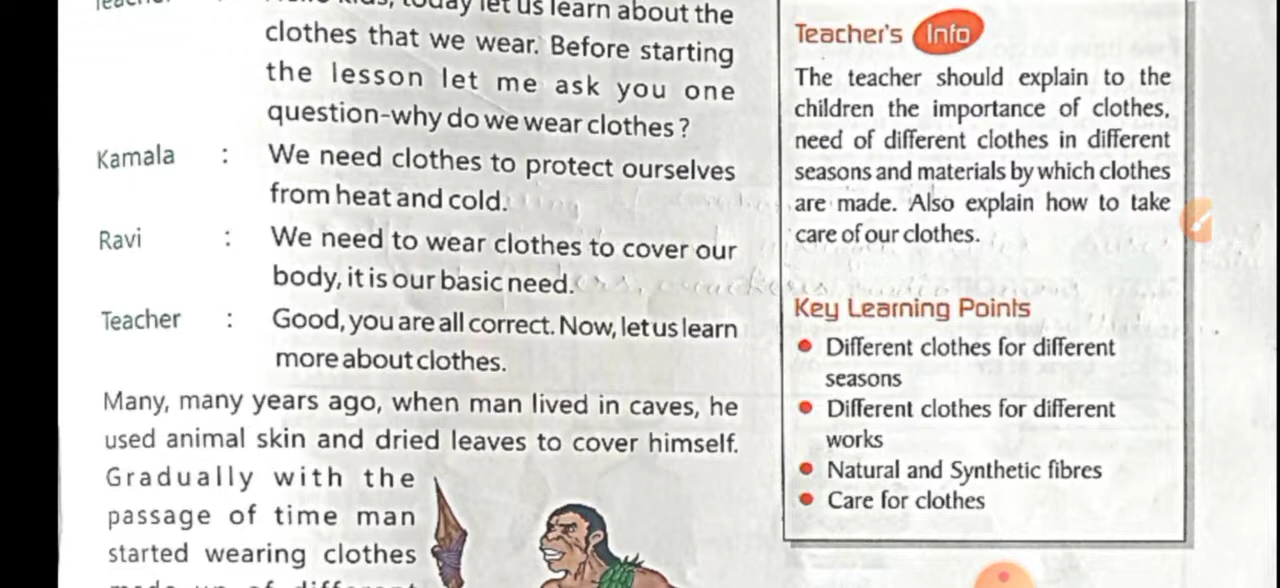 Teacher : Hello kids, today let us learn about the
clothes that we wear. Before starting
the lesson let me ask you one
question-why do we wear clothes ?
Kamala : We need clothes to protect ourselves
from heat and cold.
Ravi : We need to wear clothes to cover our
body, it is our basic need.
Teacher : Good, you are all correct. Now, let us learn
more about clothes.
Many, many years ago, when man lived in caves, he
used animal skin and dried leaves to cover himself.
Gradually with the
passage of time man
started wearing clothes
made up of different
Teacher's Info
The teacher should explain to the
children the importance of clothes,
need of different clothes in different
seasons and materials by which clothes
are made. Also explain how to take
care of our clothes.
Key Learning Points
• Different clothes for different
seasons
• Different clothes for different
works
• Natural and Synthetic fibres
• Care for clothes